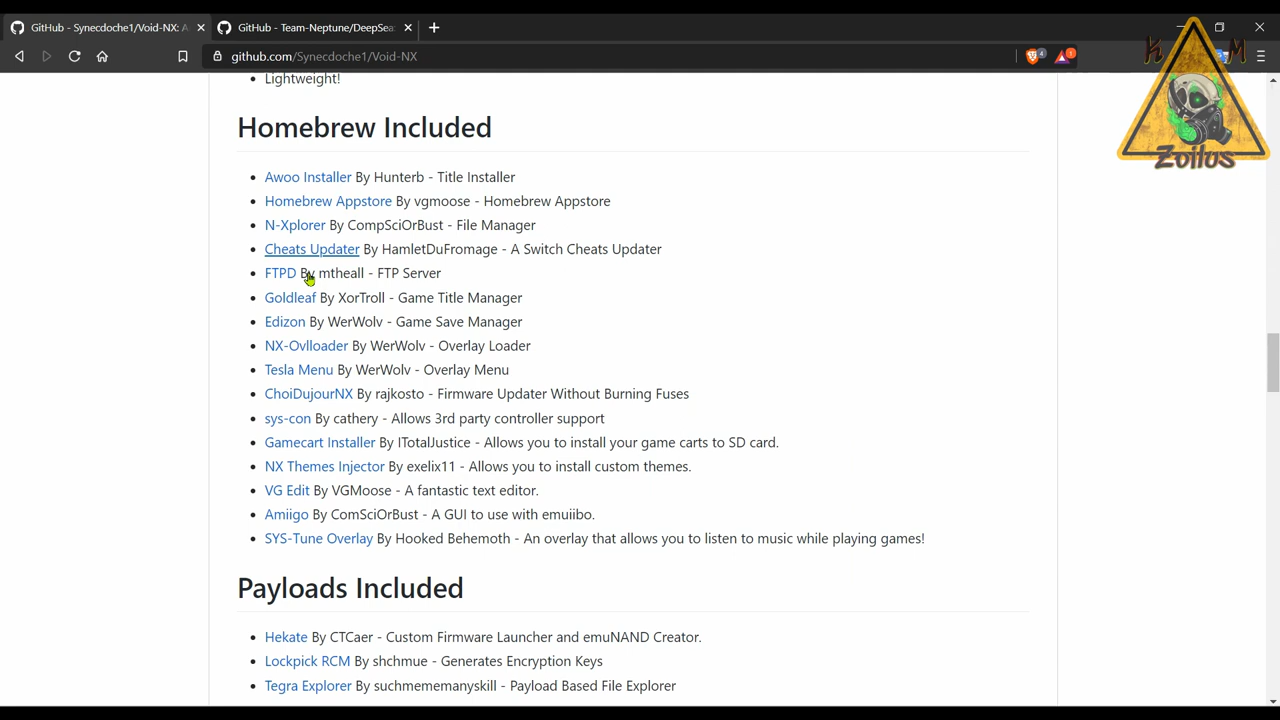 GitHub - Synecdoche1/Void-NX: A
GitHub - Team-Neptune/DeepSea
github.com/Synecdoche1/Void-NX
4
1
K M
Zoilus
Lightweight!
Homebrew Included
Awoo Installer By Hunterb - Title Installer
Homebrew Appstore By vgmoose - Homebrew Appstore
N-Xplorer By CompSciOrBust - File Manager
Cheats Updater By HamletDuFromage - A Switch Cheats Updater
FTPD By mtheall - FTP Server
Goldleaf By XorTroll - Game Title Manager
Edizon By WerWolv - Game Save Manager
NX-Ovlloader By WerWolv - Overlay Loader
Tesla Menu By WerWolv - Overlay Menu
ChoiDujourNX By rajkosto - Firmware Updater Without Burning Fuses
sys-con By cathery - Allows 3rd party controller support
Gamecart Installer By ITotalJustice - Allows you to install your game carts to SD card.
NX Themes Injector By exelix11 - Allows you to install custom themes.
VG Edit By VGMoose - A fantastic text editor.
Amiigo By ComSciOrBust - A GUI to use with emuiibo.
SYS-Tune Overlay By Hooked Behemoth - An overlay that allows you to listen to music while playing games!
Payloads Included
Hekate By CTCaer - Custom Firmware Launcher and emuNAND Creator.
Lockpick RCM By shchmue - Generates Encryption Keys
Tegra Explorer By suchmememanyskill - Payload Based File Explorer